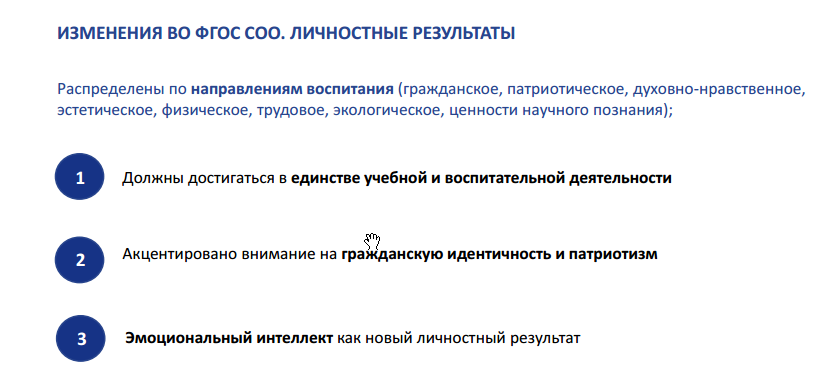 ИЗМЕНЕНИЯ ВО ФГОС СОО. ЛИЧНОСТНЫЕ РЕЗУЛЬТАТЫ
Распределены по направлениям воспитания (гражданское, патриотическое, духовно-нравственное,
эстетическое, физическое, трудовое, экологическое, ценности научного познания);
1 Должны достигаться в единстве учебной и воспитательной деятельности
2 Акцентировано внимание на гражданскую идентичность и патриотизм
3 Эмоциональный интеллект как новый личностный результат